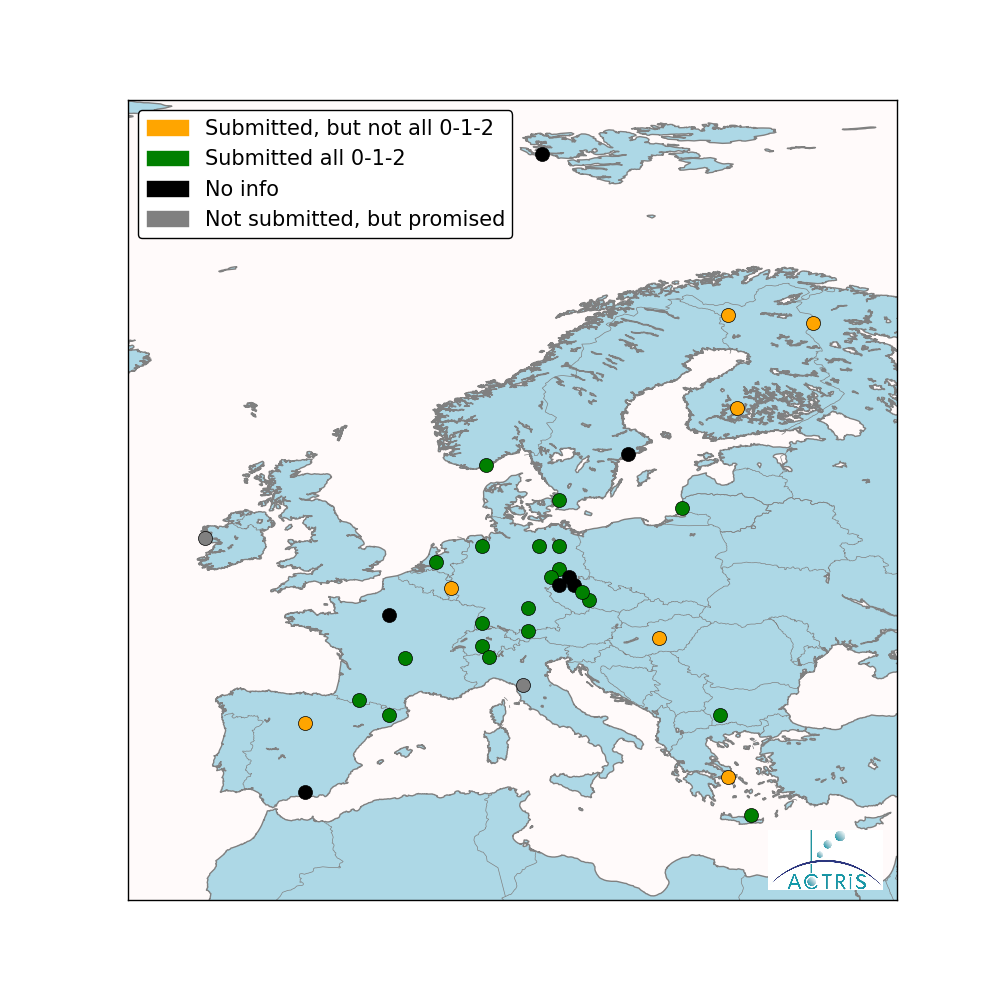 Submitted, but not all 0-1-2
Submitted all 0-1-2
No info
Not submitted, but promised
ACTRiS